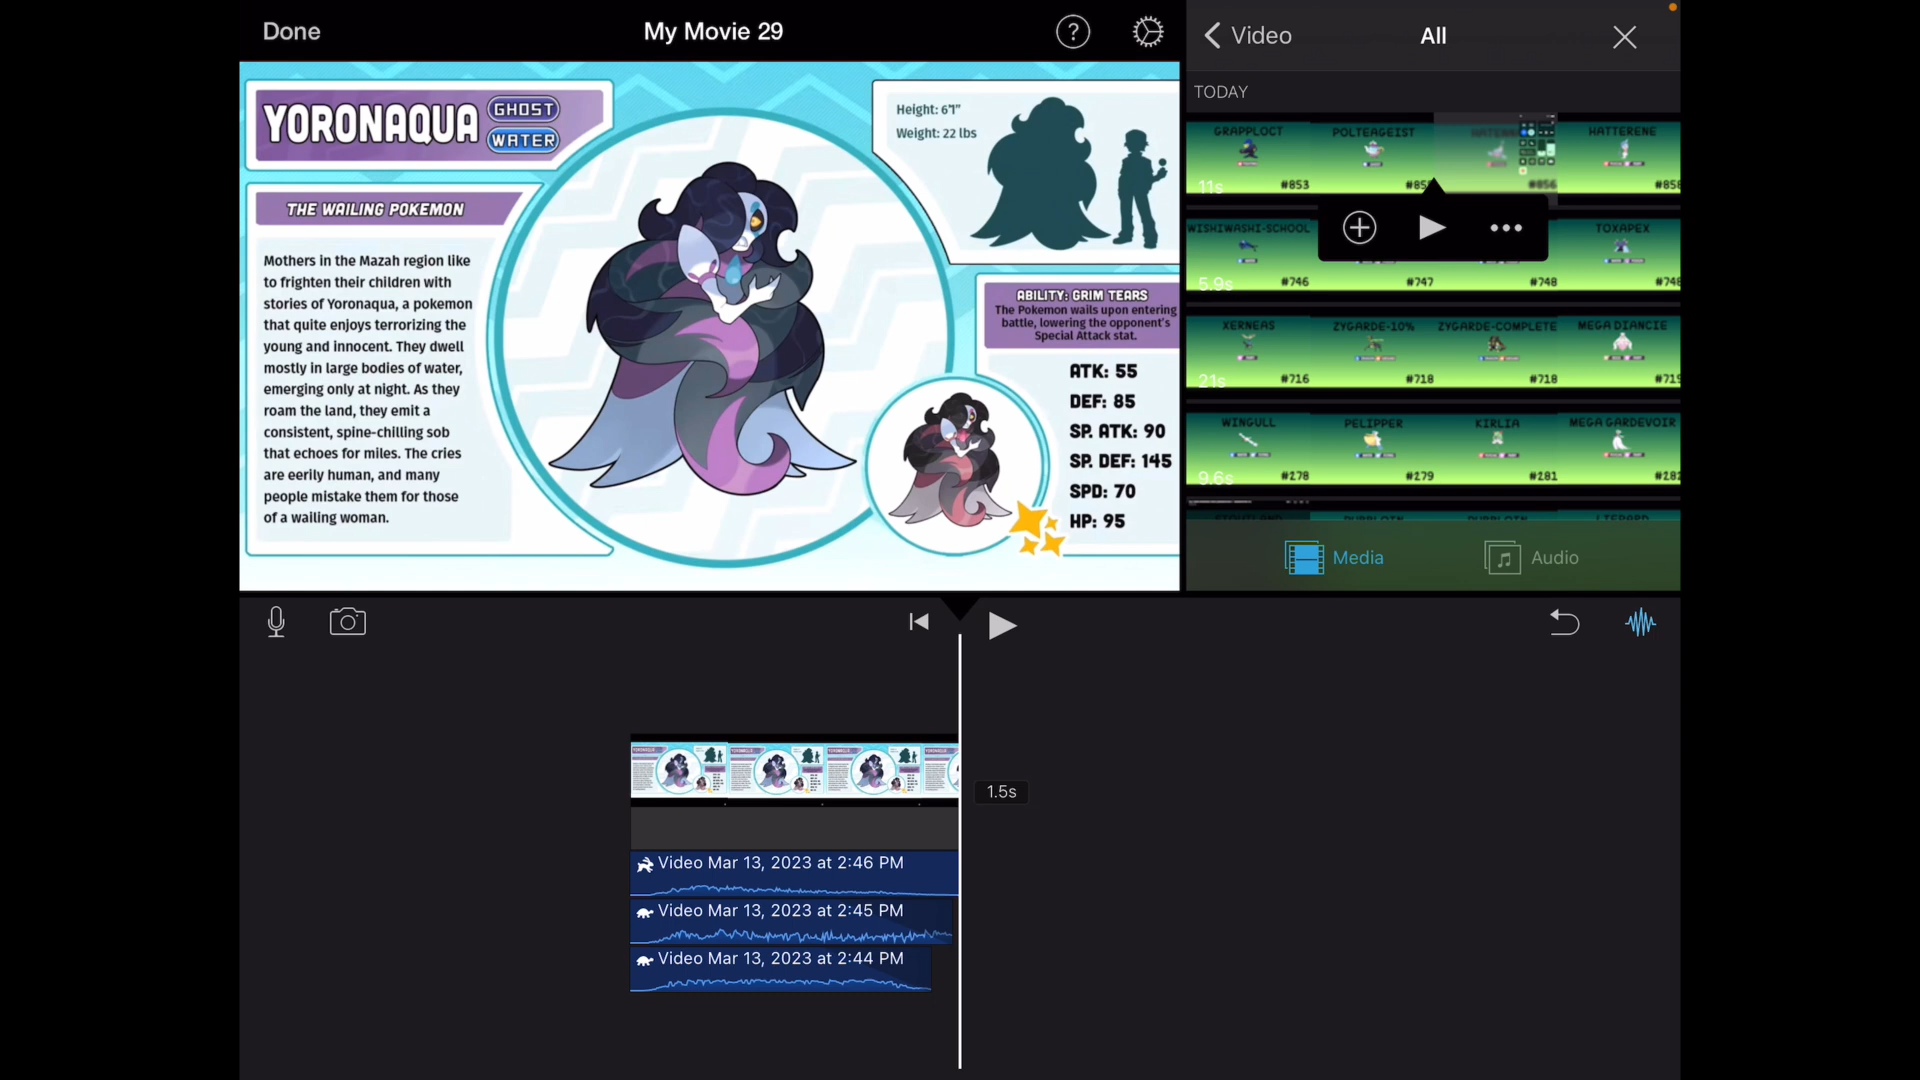 Done
My Movie 29
?
Video
All
TODAY
YORONAQUA
GHOST
WATER
THE WAILING POKEMON
Mothers in the Mazah region like
to frighten their children with
stories of Yoronaqua, a pokemon
that quite enjoys terrorizing the
young and innocent. They dwell
mostly in large bodies of water,
emerging only at night. As they
roam the land, they emit a
consistent, spine-chilling sob
that echoes for miles. The cries
are eerily human, and many
people mistake them for those
of a wailing woman.
Height: 6'1"
Weight: 22 lbs
ABILITY: GRIM TEARS
The Pokemon wails upon entering
battle, lowering the opponent's
Special Attack stat.
ATK: 55
DEF: 85
SP. ATK: 90
SP. DEF: 145
SPD: 70
HP: 95
GRAPPLOCT
POLTEAGEIST
HATTERENE
11s
#853
#856
#858
WISHIWASHI-SCHOOL
TOXAPEX
5.9s
#746
#747
#748
#748
XERNEAS
ZYGARDE-10%
ZYGARDE-COMPLETE
MEGA DIANCIE
21s
#716
#718
#718
#719
WINGULL
PELIPPER
KIRLIA
MEGA GARDEVOIR
9.6s
#278
#279
#281
#282
Media
Audio
1.5s
Video Mar 13, 2023 at 2:46 PM
Video Mar 13, 2023 at 2:45 PM
Video Mar 13, 2023 at 2:44 PM